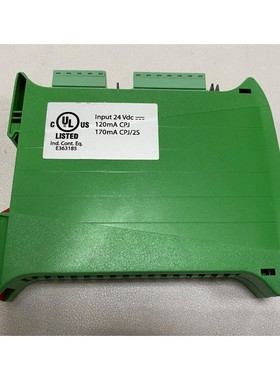 C UL US
LISTED
Ind. Cont. Eq.
E363185
Input 24 Vdc
120mA CPJ
170mA CPJ/2S